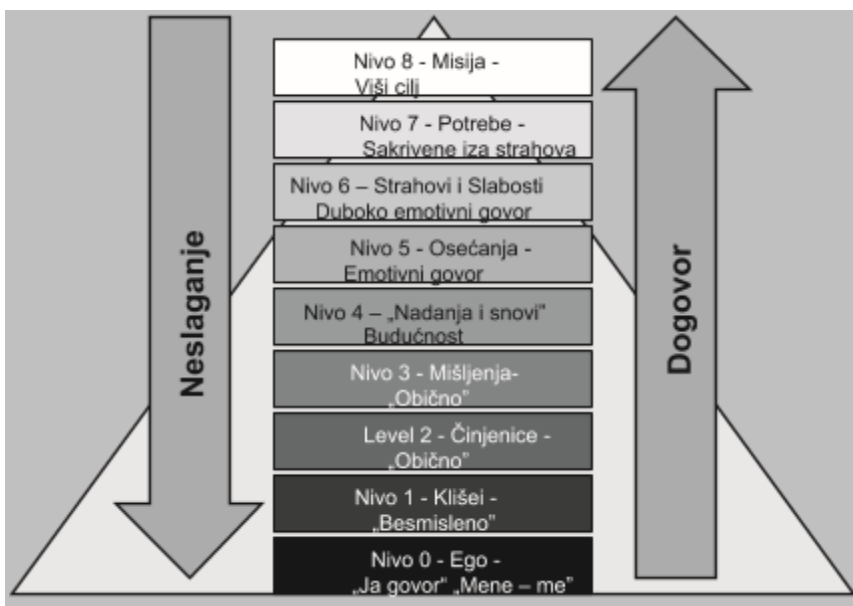 Neslaganje
Nivo 8 - Misija -
Viši cilj
Nivo 7 - Potrebe -
Sakrivene iza strahova
Nivo 6 – Strahovi i Slabosti
Duboko emotivni govor
Nivo 5 - Osećanja -
Emotivni govor
Nivo 4 – „Nadanja i snovi”
Budućnost
Nivo 3 - Mišljenja-
„Obično”
Level 2 - Činjenice -
„Obično”
Nivo 1 - Klišei -
„Besmisleno”
Nivo 0 - Ego -
„Ja govor“ „Mene – me”
Dogovor